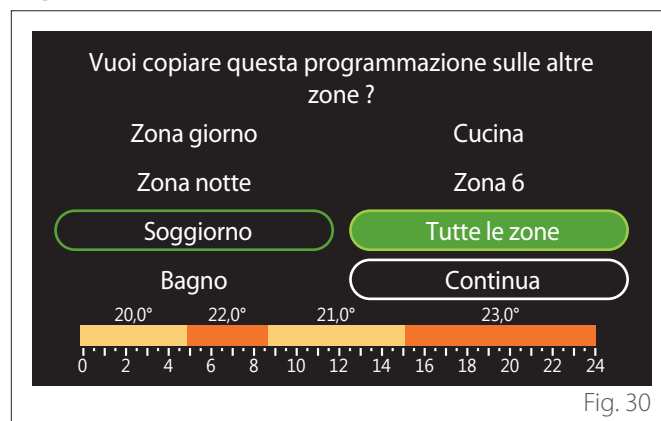 Vuoi copiare questa programmazione sulle altre
zone ?
Zona giorno Cucina
Zona notte Zona 6
Soggiorno Tutte le zone
Bagno Continua
20,0° 22,0° 21,0° 23,0°
0 2 4 6 8 10 12 14 16 18 20 22 24
Fig. 30